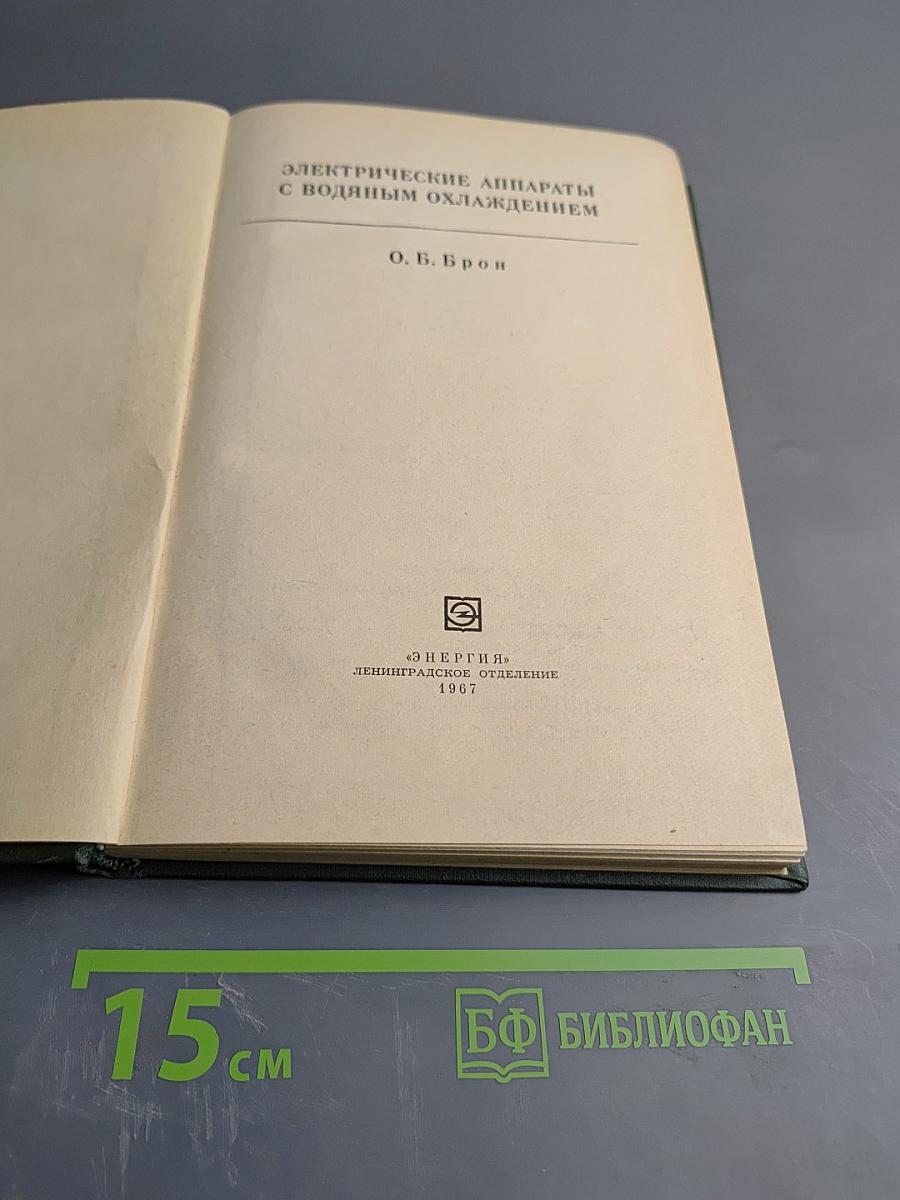 ЭЛЕКТРИЧЕСКИЕ АППАРАТЫ
С ВОДЯНЫМ ОХЛАЖДЕНИЕМ
О. Б. Брон
Э
«ЭНЕРГИЯ»
ЛЕНИНГРАДСКОЕ ОТДЕЛЕНИЕ
1967
15 см
БФ БИБЛИОФАН